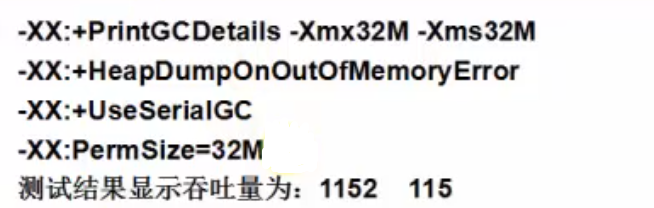 -XX:+PrintGCDetails -Xmx32M -Xms32M
-XX:+HeapDumpOnOutOfMemoryError
-XX:+UseSerialGC
-XX:PermSize=32M
测试结果显示吞吐量为：1152 115